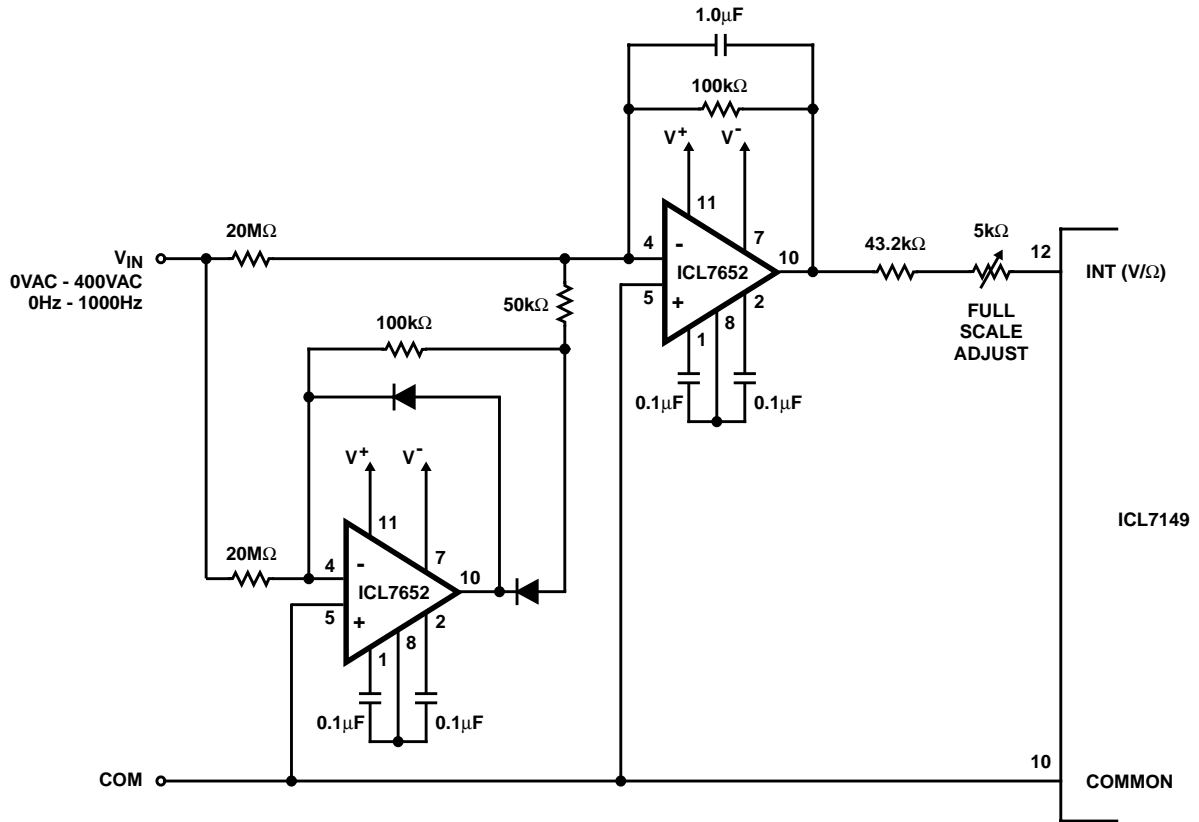 1.0μF
100kΩ
V+
V-
11
7
20MΩ
4
-
ICL7652
10
5
+
2
8
1
43.2kΩ
5kΩ
12
INT (V/Ω)
VIN
0VAC - 400VAC
0Hz - 1000Hz
50kΩ
FULL
SCALE
ADJUST
0.1μF
0.1μF
100kΩ
V+
V-
11
7
20MΩ
4
-
ICL7652
10
5
+
2
8
1
ICL7149
0.1μF
0.1μF
COM
10
COMMON